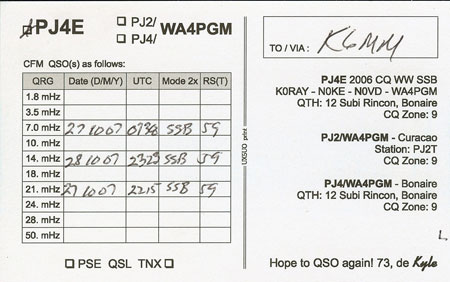 PJ4E
PJ2/
PJ4/
WA4PGM
CFM QSO(s) as follows:
QRG Date (D/M/Y) UTC Mode 2x RS(T)
1.8 mHz
3.5 mHz
7.0 mHz 27 10 07 SSB 59
10. mHz
14. mHz 28 10 07 2323 SSB 59
18. mHz
21. mHz 27 10 07 2215 SSB 59
24. mHz
28. mHz
50. mHz
PSE QSL TNX
UX5UO print
TO / VIA : K6MM
PJ4E 2006 CQ WW SSB
K0RAY - N0KE - N0VD - WA4PGM
QTH: 12 Subi Rincon, Bonaire
CQ Zone: 9
PJ2/WA4PGM - Curacao
Station: PJ2T
CQ Zone: 9
PJ4/WA4PGM - Bonaire
QTH: 12 Subi Rincon, Bonaire
CQ Zone: 9
Hope to QSO again! 73, de Kyle